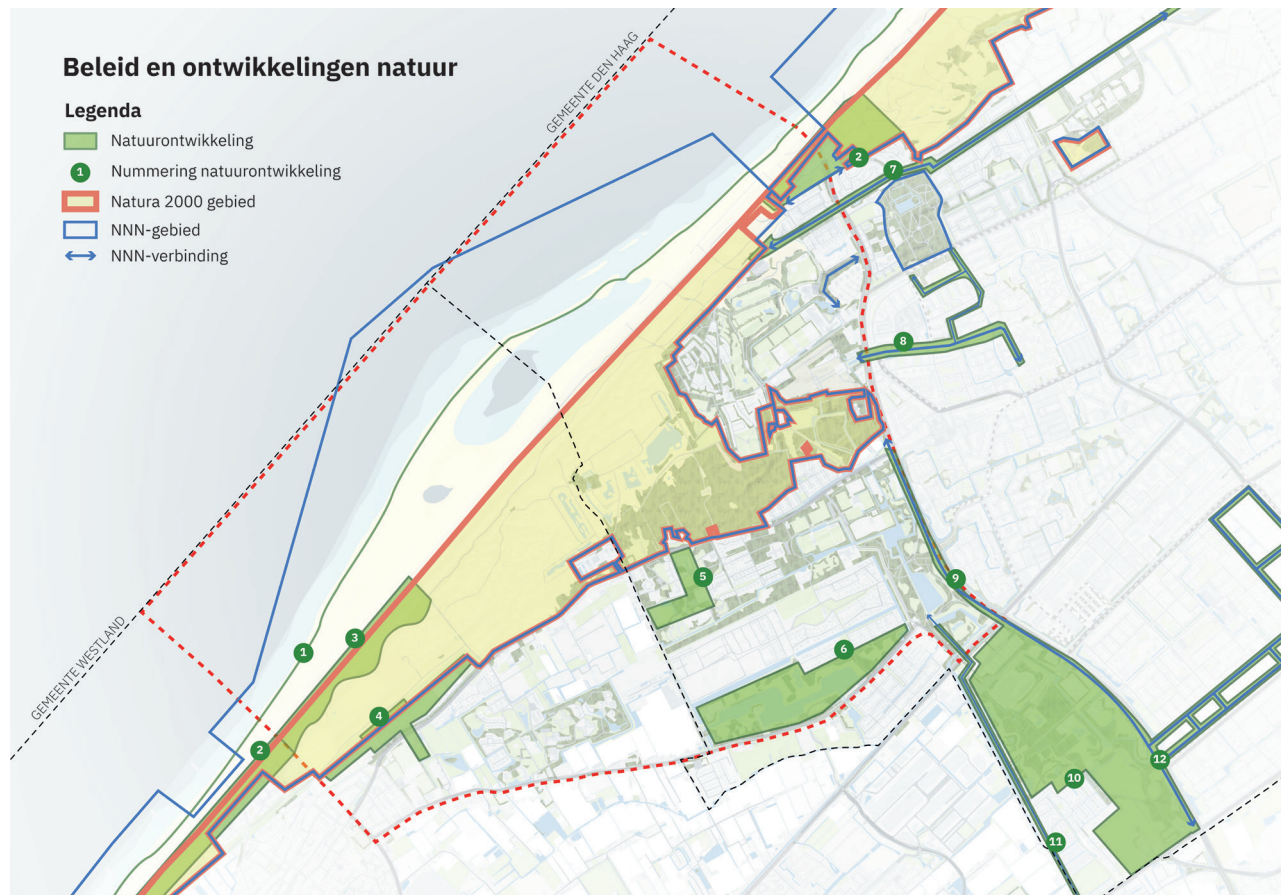 Beleid en ontwikkelingen natuur
Legenda
Natuurontwikkeling
1 Nummering natuurontwikkeling
Natura 2000 gebied
NNN-gebied
NNN-verbinding
GEMEENTE DEN HAAG
GEMEENTE WESTLAND
2
7
8
5
9
3
1
6
4
2
12
10
11